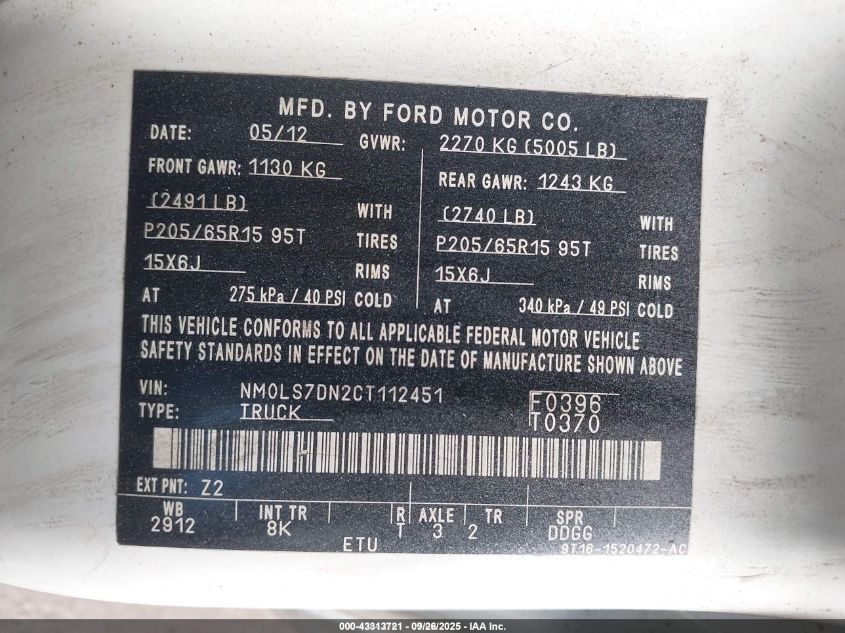 MFD. BY FORD MOTOR CO.
DATE: 05/12 GVWR: 2270 KG (5005 LB)
FRONT GAWR: 1130 KG REAR GAWR: 1243 KG
(2491 LB) WITH (2740 LB) WITH
P205/65R15 95T TIRES P205/65R15 95T TIRES
15X6J RIMS 15X6J RIMS
AT 275 kPa / 40 PSI COLD AT 340 kPa / 49 PSI COLD
THIS VEHICLE CONFORMS TO ALL APPLICABLE FEDERAL MOTOR VEHICLE
SAFETY STANDARDS IN EFFECT ON THE DATE OF MANUFACTURE SHOWN ABOVE
VIN: NM0LS7DN2CT112451 F0396
TYPE: TRUCK T0370
EXT PNT: Z2
WB INT TR R AXLE TR SPR
2912 8K T 3 2 DDGG
ETU 9T16-1520472-AC
000-43313721 - 09/26/2025 - IAA Inc.